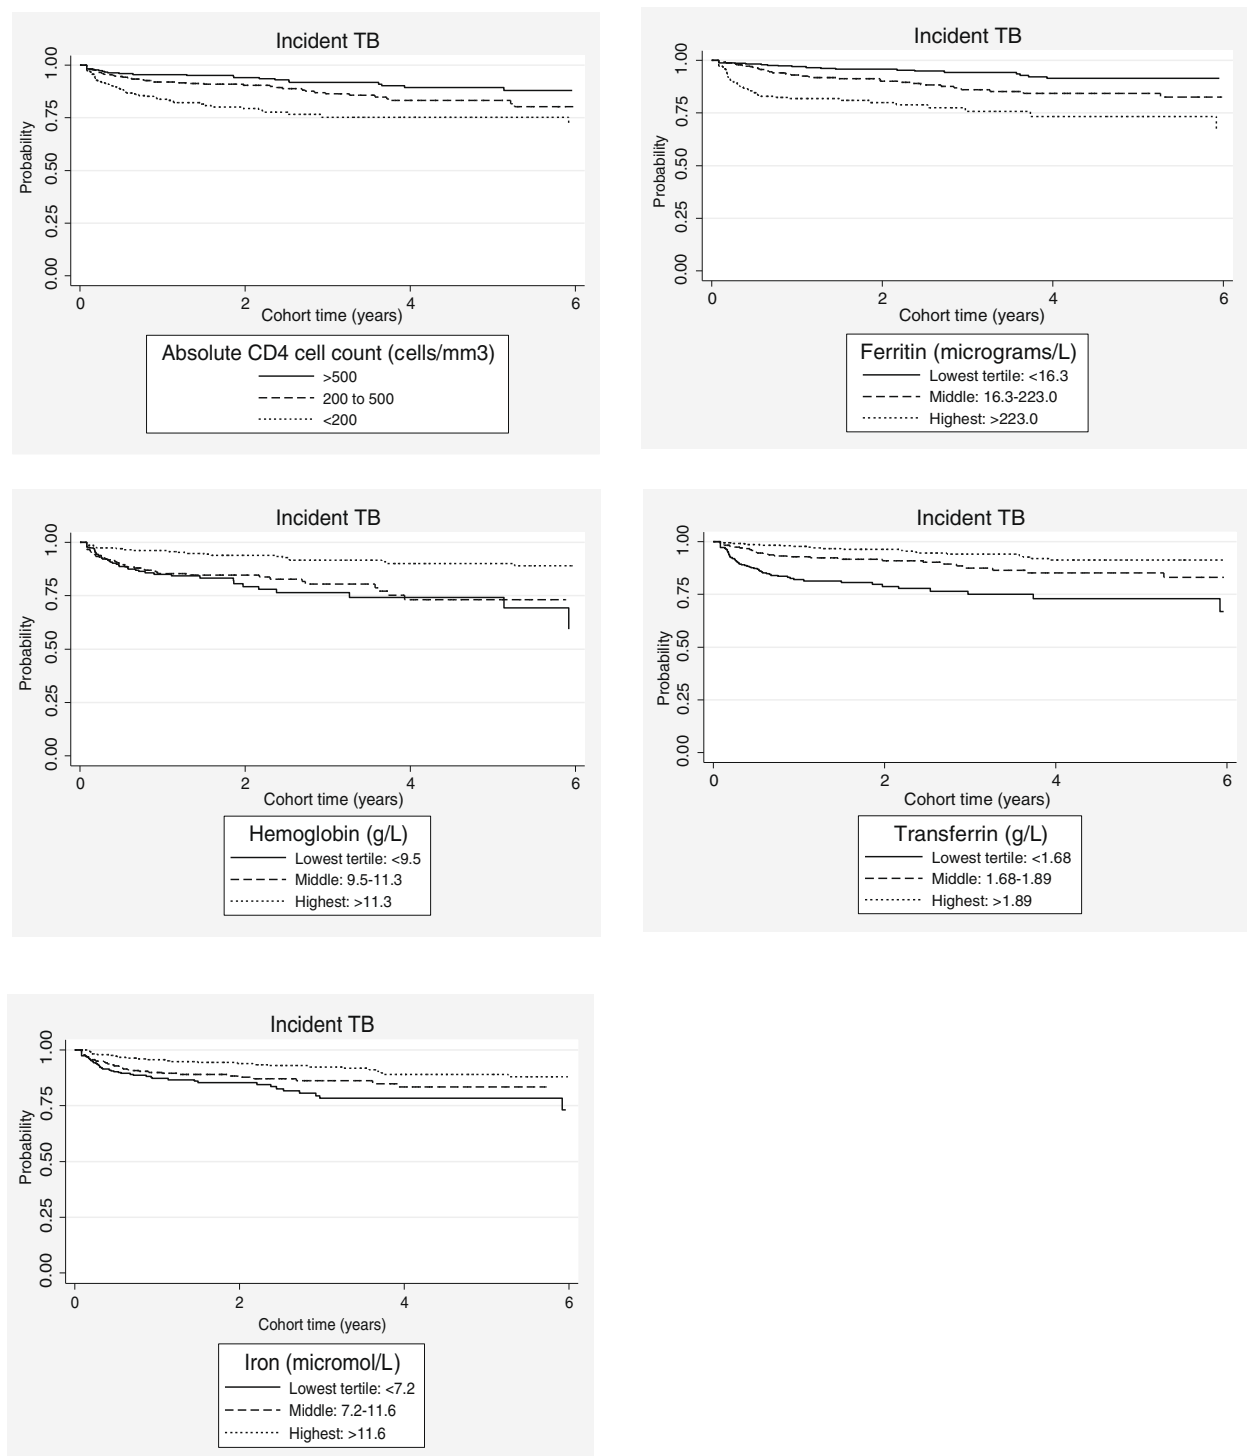 Incident TB
Probability
1.00
0.75
0.50
0.25
0.00
0 2 4 6
Cohort time (years)
Absolute CD4 cell count (cells/mm3)
>500
200 to 500
<200
Incident TB
Probability
1.00
0.75
0.50
0.25
0.00
0 2 4 6
Cohort time (years)
Ferritin (micrograms/L)
Lowest tertile: <16.3
Middle: 16.3-223.0
Highest: >223.0
Incident TB
Probability
1.00
0.75
0.50
0.25
0.00
0 2 4 6
Cohort time (years)
Hemoglobin (g/L)
Lowest tertile: <9.5
Middle: 9.5-11.3
Highest: >11.3
Incident TB
Probability
1.00
0.75
0.50
0.25
0.00
0 2 4 6
Cohort time (years)
Transferrin (g/L)
Lowest tertile: <1.68
Middle: 1.68-1.89
Highest: >1.89
Incident TB
Probability
1.00
0.75
0.50
0.25
0.00
0 2 4 6
Cohort time (years)
Iron (micromol/L)
Lowest tertile: <7.2
Middle: 7.2-11.6
Highest: >11.6